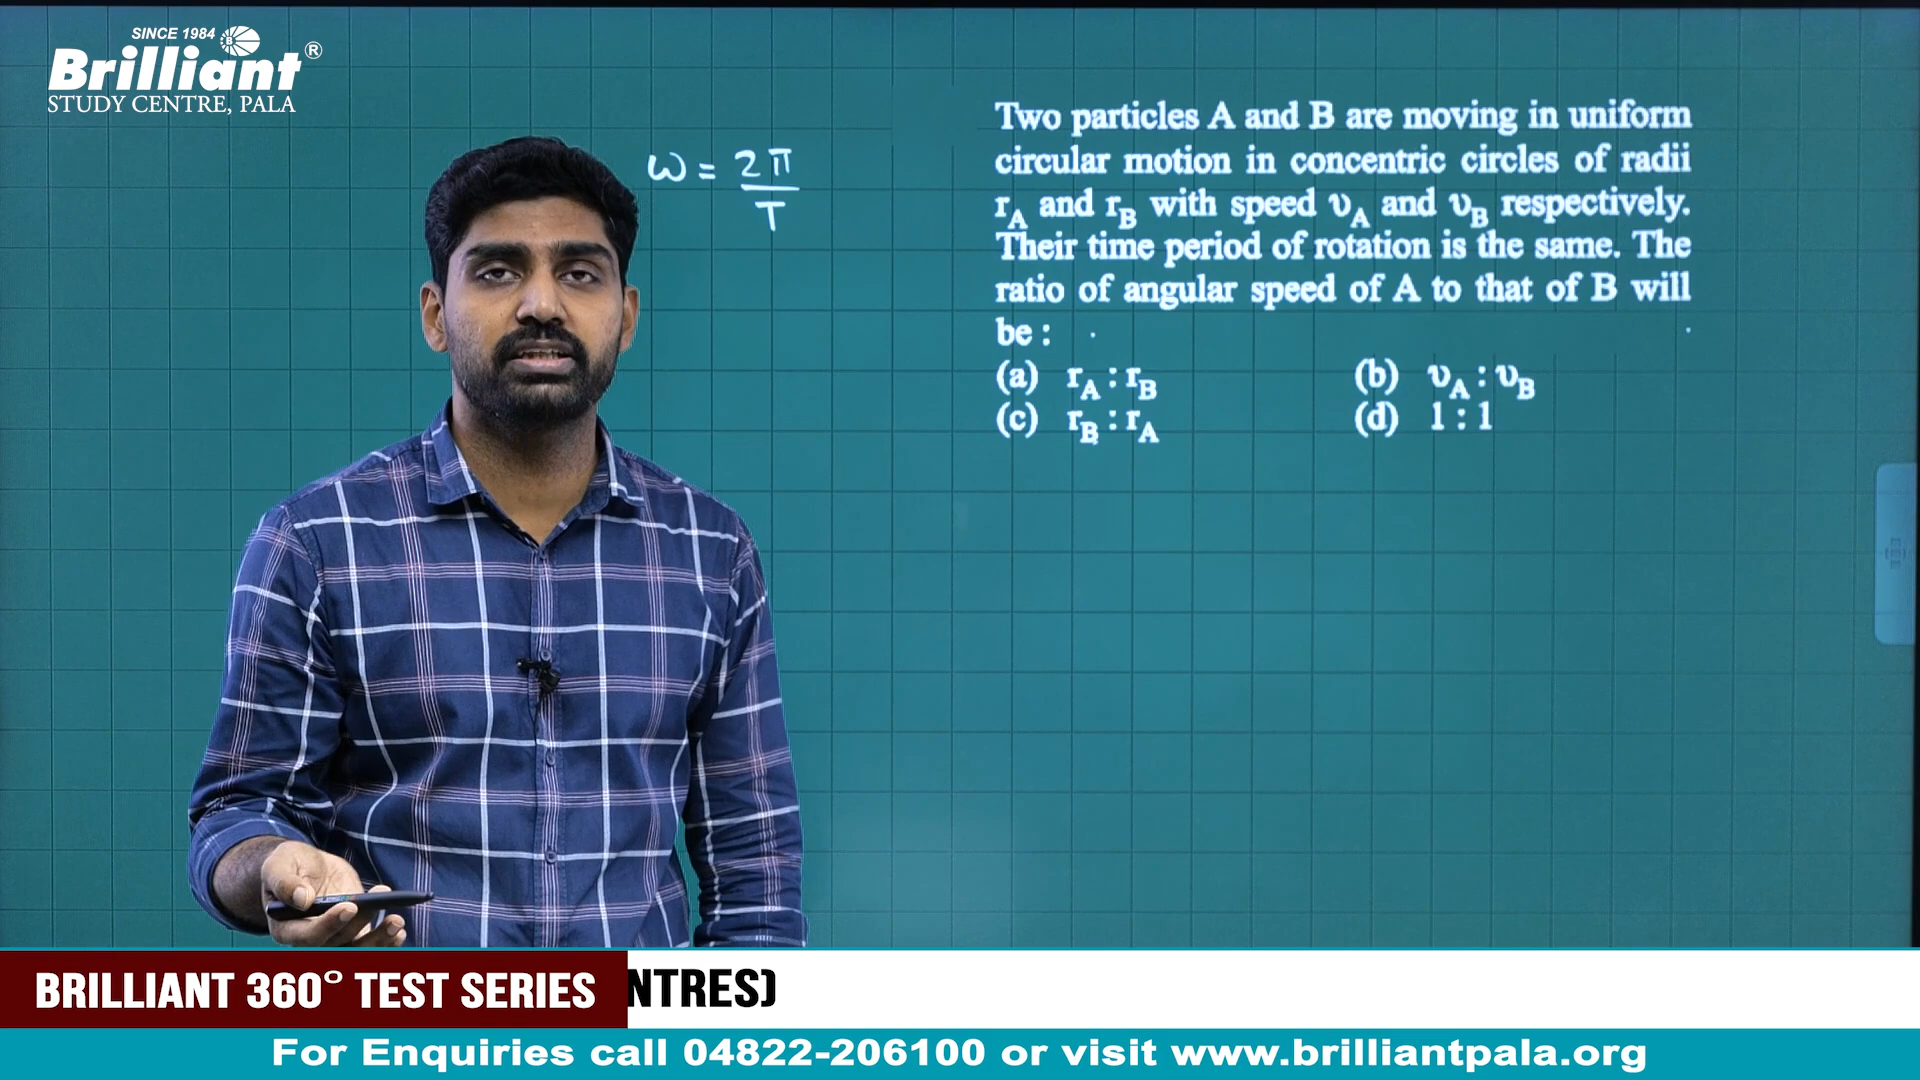 SINCE 1984
Brilliant®
STUDY CENTRE, PALA
ω = 2π
T
Two particles A and B are moving in uniform
circular motion in concentric circles of radii
rA and rB with speed υA and υB respectively.
Their time period of rotation is the same. The
ratio of angular speed of A to that of B will
be :
(a) rA : rB (b) υA : υB
(c) rB : rA (d) 1 : 1
BRILLIANT 360° TEST SERIES NTRES)
For Enquiries call 04822-206100 or visit www.brilliantpala.org